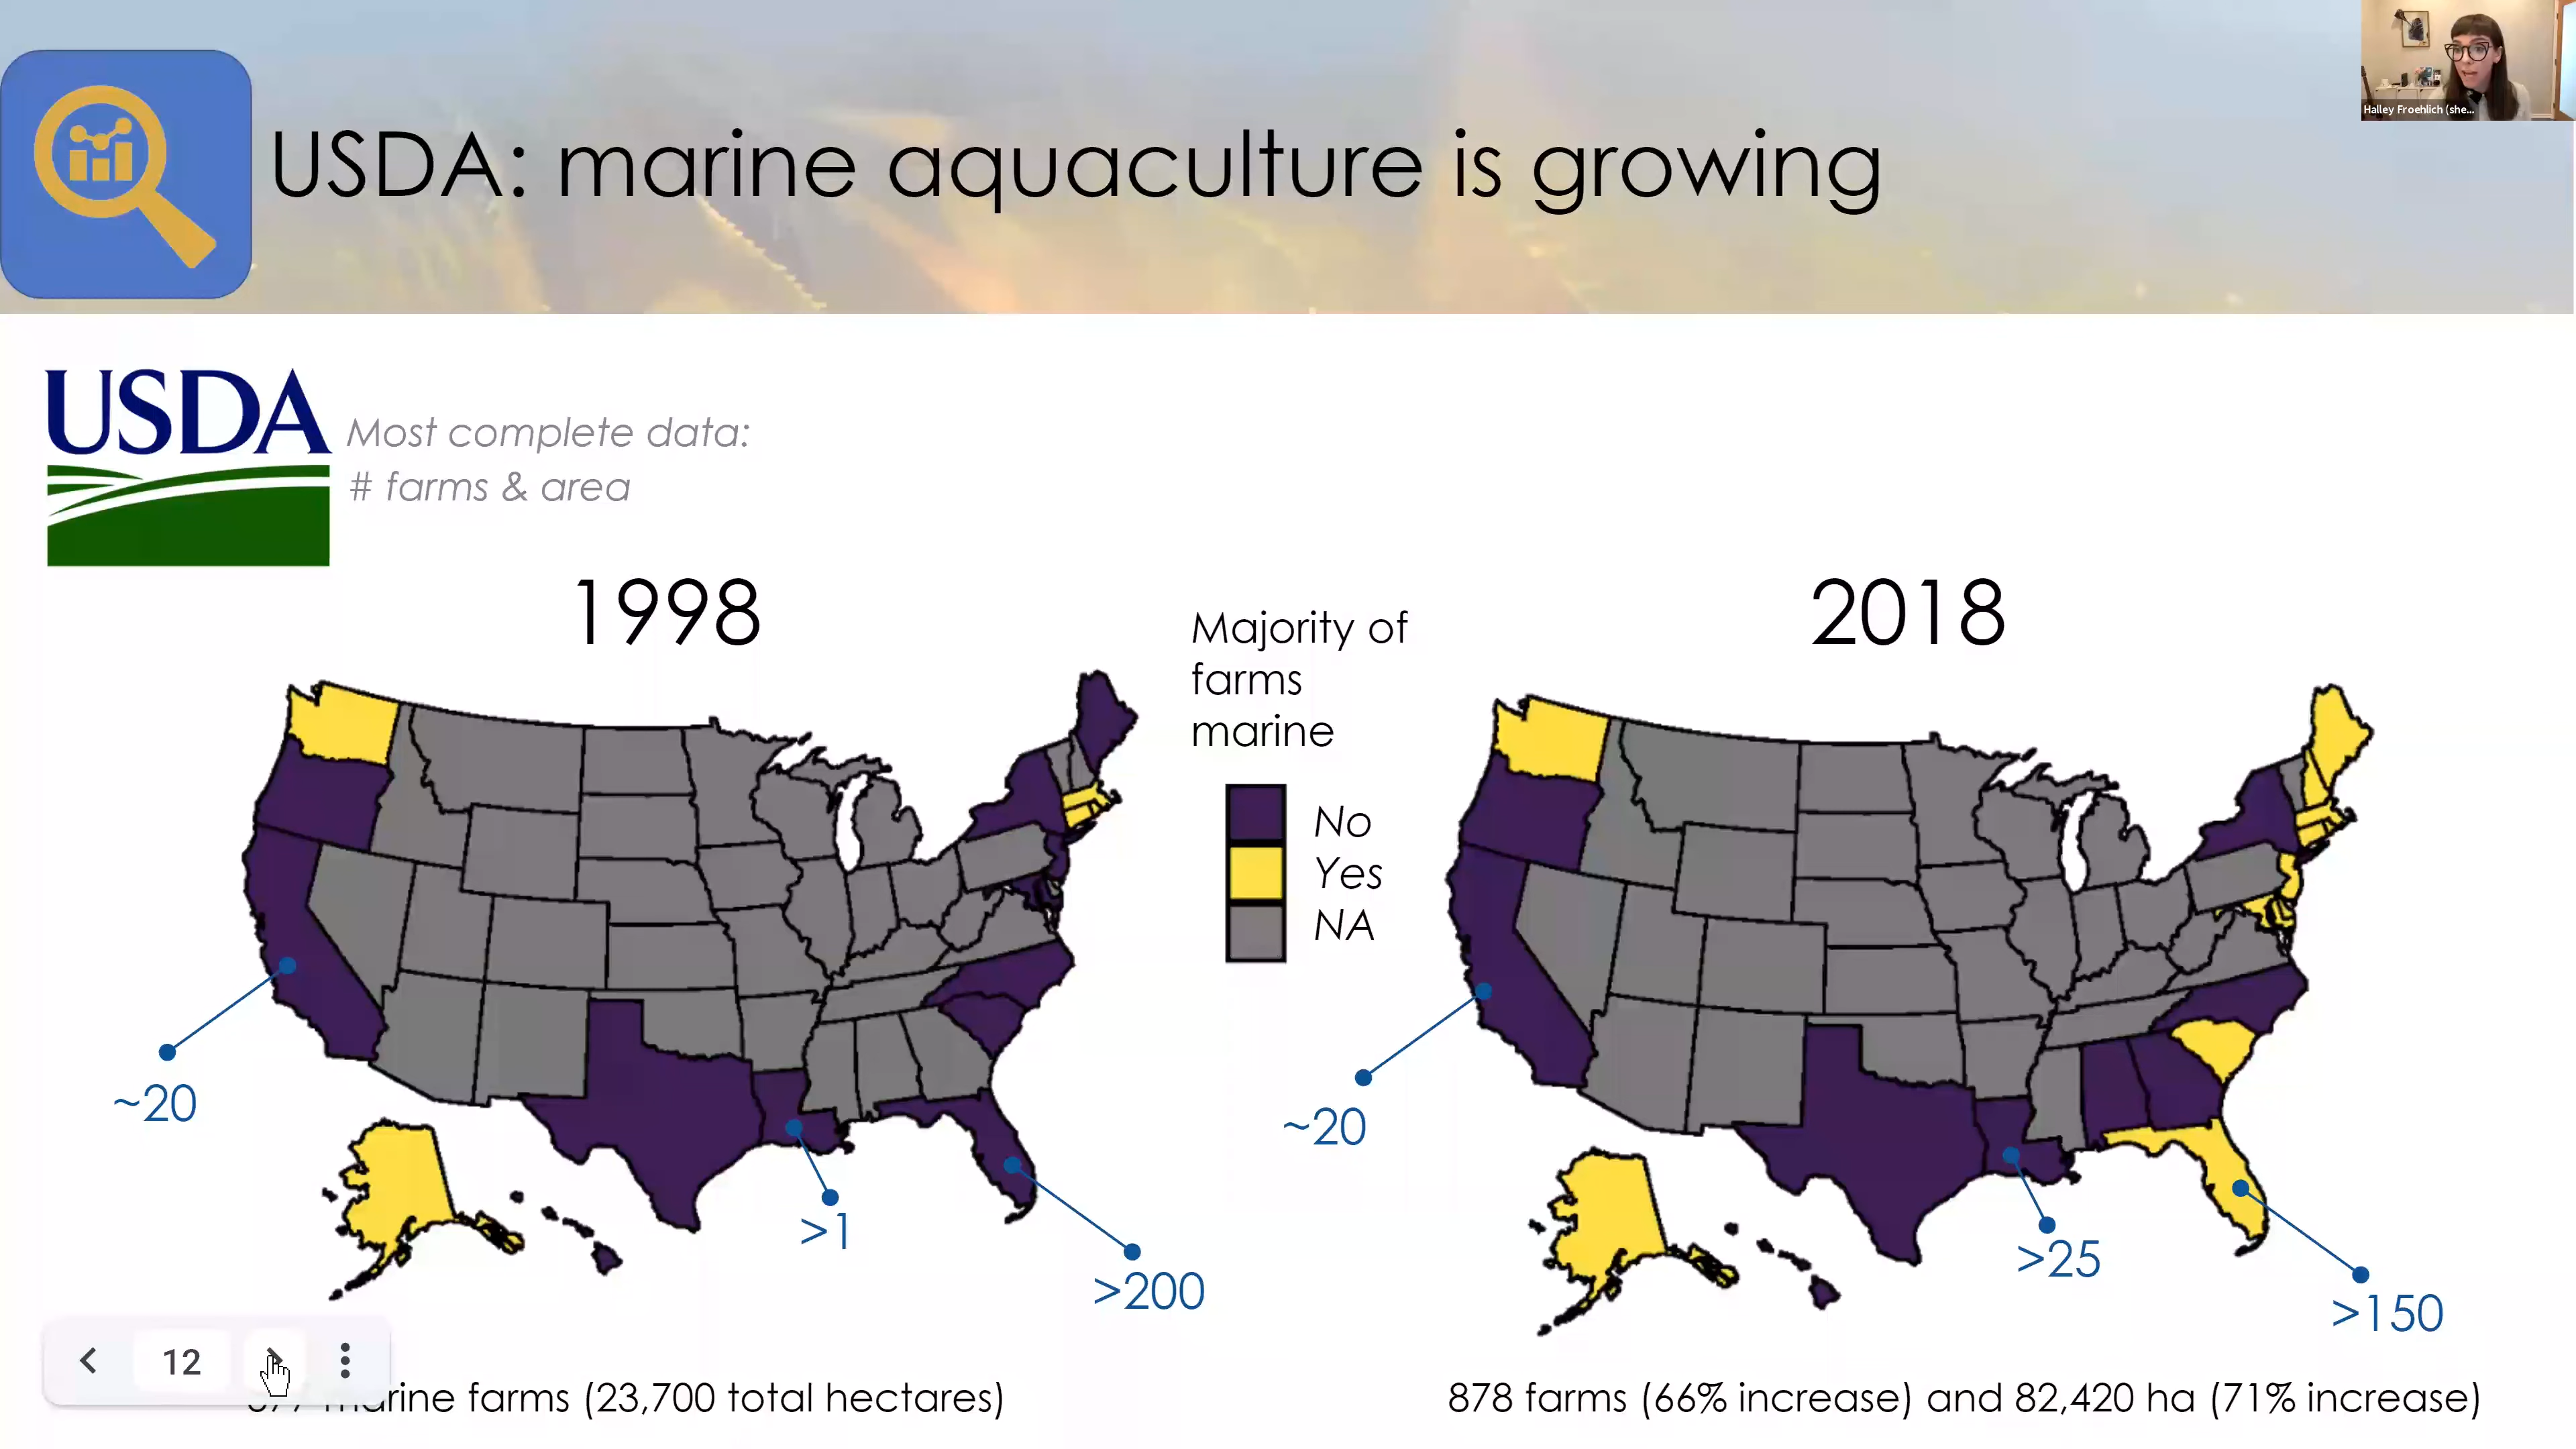 Halley Froehlich (she...
USDA: marine aquaculture is growing
USDA
Most complete data:
# farms & area
1998
Majority of
farms
marine
No
Yes
NA
2018
~20
>1
>200
~20
>25
>150
12
farms (23,700 total hectares)
878 farms (66% increase) and 82,420 ha (71% increase)